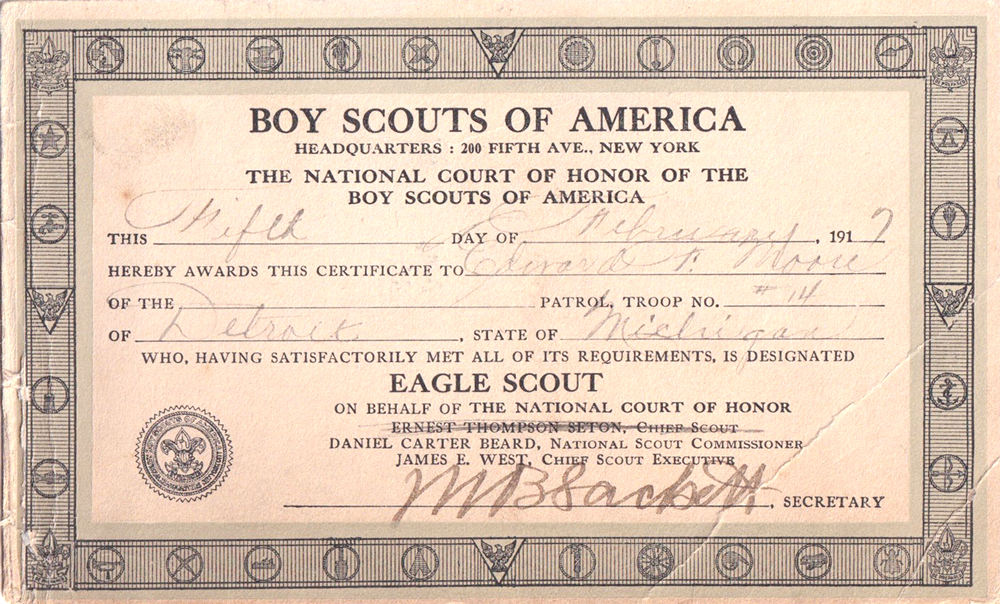 BOY SCOUTS OF AMERICA
HEADQUARTERS : 200 FIFTH AVE., NEW YORK
THE NATIONAL COURT OF HONOR OF THE
BOY SCOUTS OF AMERICA
THIS Fifth DAY OF February, 1917
HEREBY AWARDS THIS CERTIFICATE TO Edward F. Moore
OF THE PATROL, TROOP NO. #14
OF Detroit, STATE OF Michigan
WHO, HAVING SATISFACTORILY MET ALL OF ITS REQUIREMENTS, IS DESIGNATED
EAGLE SCOUT
ON BEHALF OF THE NATIONAL COURT OF HONOR
ERNEST THOMPSON SETON, CHIEF SCOUT
DANIEL CARTER BEARD, NATIONAL SCOUT COMMISSIONER
JAMES E. WEST, CHIEF SCOUT EXECUTIVE
, SECRETARY